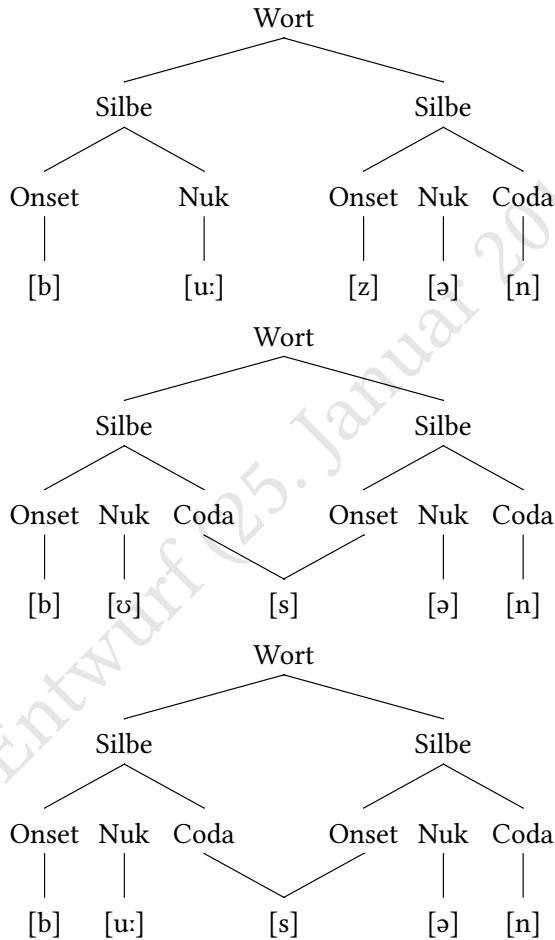 Wort
Silbe Silbe
Onset Nuk Onset Nuk Coda
[b] [uː] [z] [ə] [n]
Wort
Silbe Silbe
Onset Nuk Coda Onset Nuk Coda
[b] [ʊ] [s] [ə] [n]
Wort
Silbe Silbe
Onset Nuk Coda Onset Nuk Coda
[b] [uː] [s] [ə] [n]
Entwurf (25. Januar 20